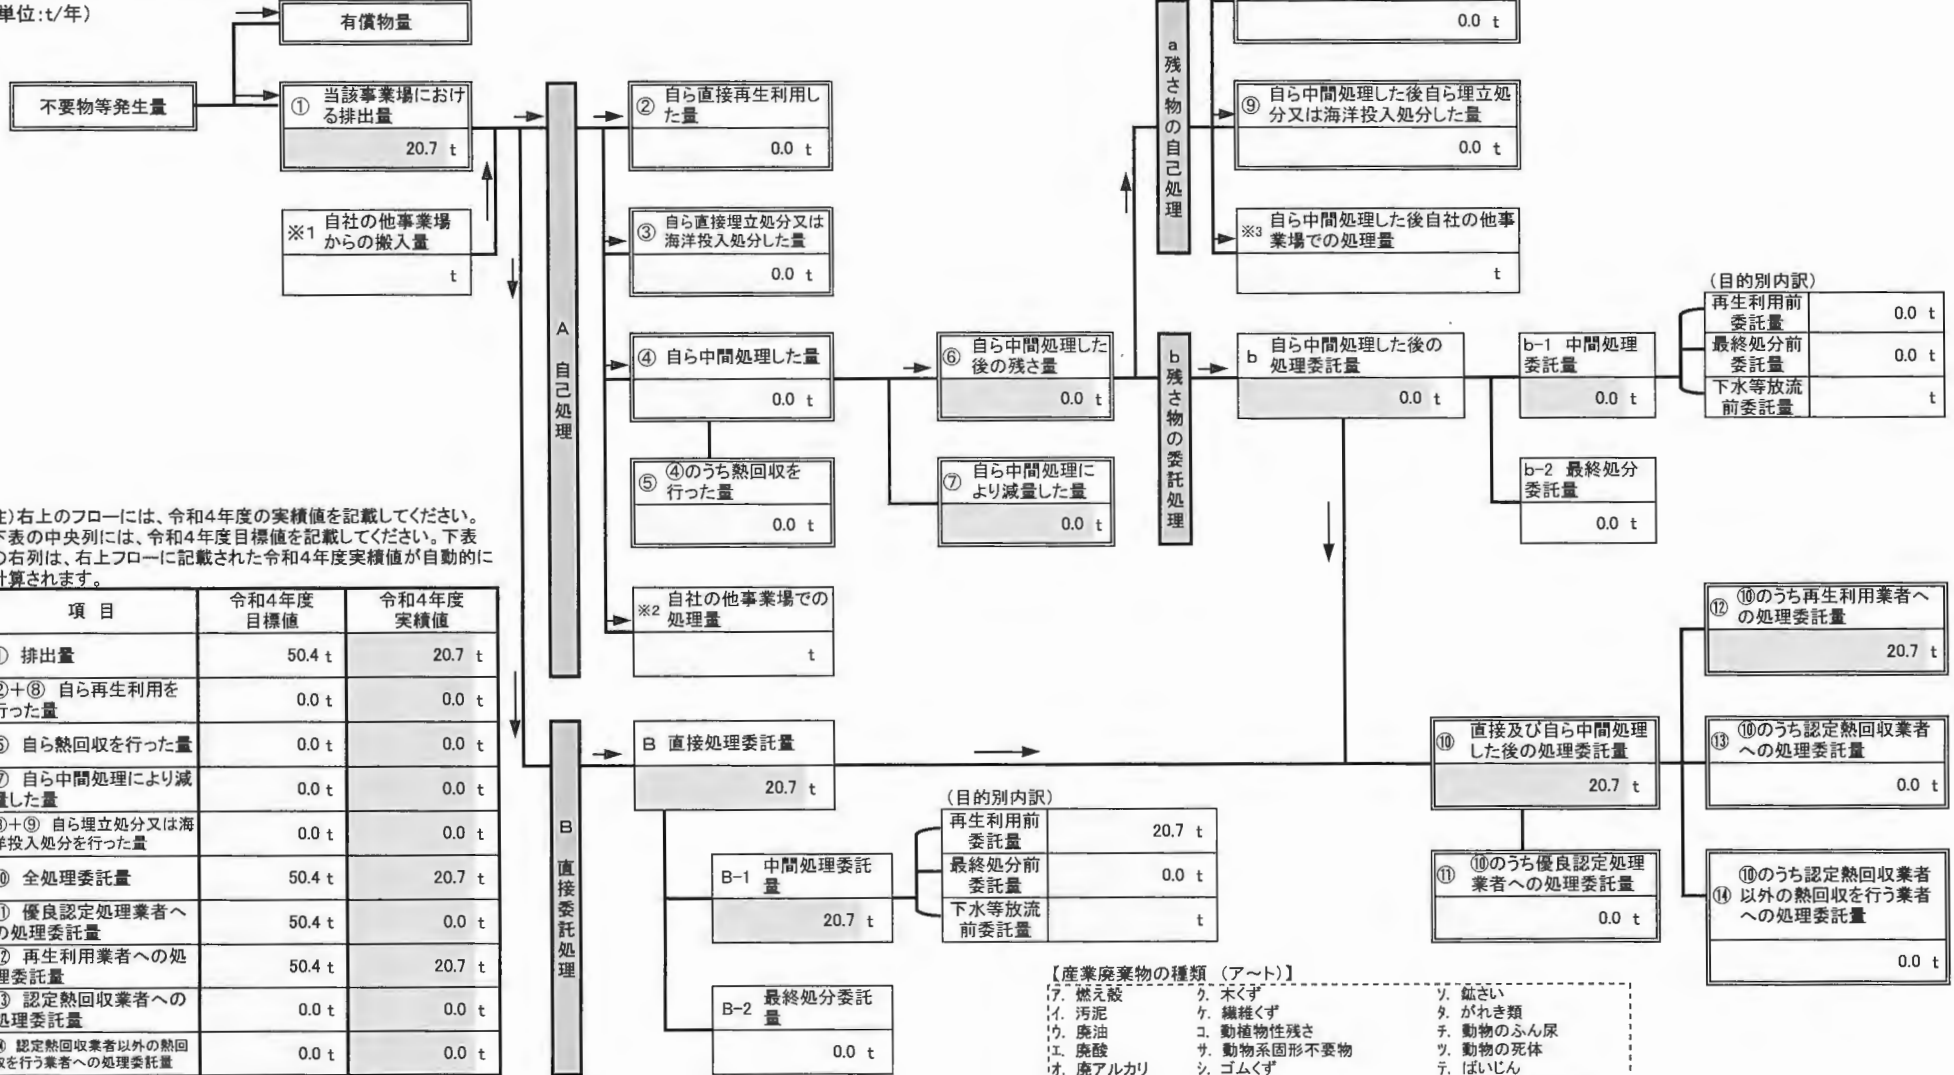 単位:t/年)
有償物量
不要物等発生量
① 当該事業場におけ
る排出量
20.7 t
※1 自社の他事業場
からの搬入量
t
A 自己処理
② 自ら直接再生利用し
た量
0.0 t
③ 自ら直接埋立処分又は
海洋投入処分した量
0.0 t
④ 自ら中間処理した量
0.0 t
⑤ ④のうち熱回収を
行った量
0.0 t
※2 自社の他事業場での
処理量
t
⑥ 自ら中間処理した
後の残さ量
0.0 t
⑦ 自ら中間処理に
より減量した量
0.0 t
a 残さ物の自己処理
0.0 t
⑨ 自ら中間処理した後自ら埋立処
分又は海洋投入処分した量
0.0 t
※3 自ら中間処理した後自社の他事
業場での処理量
t
b 残さ物の委託処理
b 自ら中間処理した後の
処理委託量
0.0 t
b-1 中間処理
委託量
0.0 t
b-2 最終処分
委託量
0.0 t
(目的別内訳)
再生利用前
委託量 0.0 t
最終処分前
委託量 0.0 t
下水等放流
前委託量 t
注)右上のフローには、令和4年度の実績値を記載してください。
下表の中央列には、令和4年度目標値を記載してください。下表
の右列は、右上フローに記載された令和4年度実績値が自動的に
計算されます。
項 目 令和4年度
目標値 令和4年度
実績値
① 排出量 50.4 t 20.7 t
②+⑧ 自ら再生利用を
行った量 0.0 t 0.0 t
⑤ 自ら熱回収を行った量 0.0 t 0.0 t
⑦ 自ら中間処理により減
量した量 0.0 t 0.0 t
③+⑨ 自ら埋立処分又は海
洋投入処分を行った量 0.0 t 0.0 t
⑩ 全処理委託量 50.4 t 20.7 t
⑪ 優良認定処理業者へ
の処理委託量 50.4 t 0.0 t
⑫ 再生利用業者への処
理委託量 50.4 t 20.7 t
⑬ 認定熱回収業者への
処理委託量 0.0 t 0.0 t
⑭ 認定熱回収業者以外の熱回
収を行う業者への処理委託量 0.0 t 0.0 t
B 直接委託処理
B 直接処理委託量
20.7 t
B-1 中間処理委託
量
20.7 t
B-2 最終処分委託
量
0.0 t
(目的別内訳)
再生利用前
委託量 20.7 t
最終処分前
委託量 0.0 t
下水等放流
前委託量 t
⑩ 直接及び自ら中間処理
した後の処理委託量
20.7 t
⑪ ⑩のうち優良認定処理
業者への処理委託量
0.0 t
⑫ ⑩のうち再生利用業者へ
の処理委託量
20.7 t
⑬ ⑩のうち認定熱回収業者
への処理委託量
0.0 t
⑭ ⑩のうち認定熱回収業者
以外の熱回収を行う業者
への処理委託量
0.0 t
【産業廃棄物の種類 (ア~ト)】
ア. 燃え殻 ク. 木くず ソ. 鉱さい
イ. 汚泥 ケ. 繊維くず タ. がれき類
ウ. 廃油 コ. 動植物性残さ チ. 動物のふん尿
エ. 廃酸 サ. 動物系固形不要物 ツ. 動物の死体
オ. 廃アルカリ シ. ゴムくず テ. ばいじん